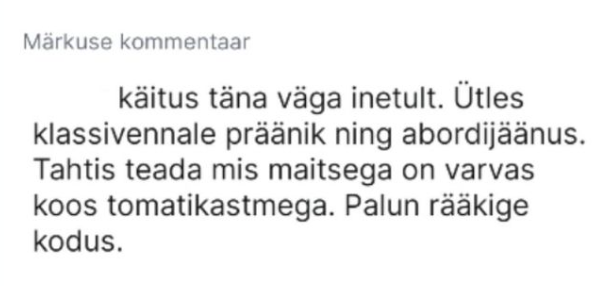 Märkuse kommentaar
käitus täna väga inetult. Ütles
klassivennale präänik ning abordijäänus.
Tahtis teada mis maitsega on varvas
koos tomatikastmega. Palun rääkige
kodus.